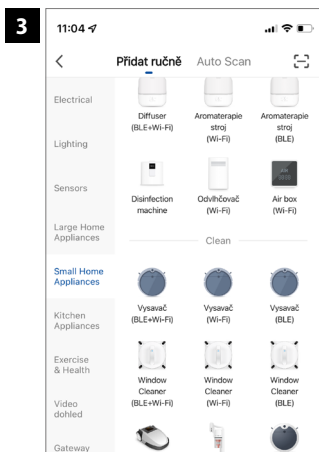 3
11:04
Přidat ručně Auto Scan
Electrical
Lighting
Sensors
Large Home
Appliances
Small Home
Appliances
Kitchen
Appliances
Exercise
& Health
Video
dohled
Gateway
Diffuser
(BLE+Wi-Fi)
Aromaterapie
stroj
(Wi-Fi)
Aromaterapie
stroj
(BLE)
Disinfection
machine
Odvlhčovač
(Wi-Fi)
Air box
(Wi-Fi)
Clean
Vysavač
(BLE+Wi-Fi)
Vysavač
(Wi-Fi)
Vysavač
(BLE)
Window
Cleaner
(BLE+Wi-Fi)
Window
Cleaner
(Wi-Fi)
Window
Cleaner
(BLE)